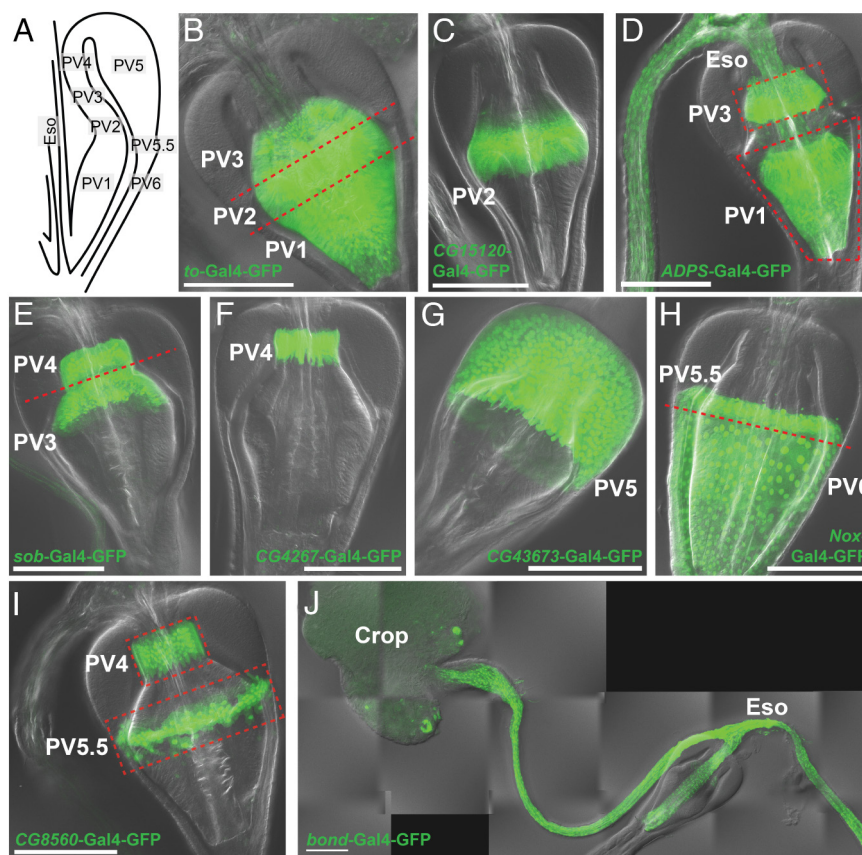 A
PV4
PV5
PV3
Eso
PV2
PV5.5
PV1
PV6
B
PV3
PV2
PV1
to-Gal4-GFP
C
PV2
CG15120-
Gal4-GFP
D
Eso
PV3
PV1
ADPS-Gal4-GFP
E
PV4
PV3
sob-Gal4-GFP
F
PV4
CG4267-Gal4-GFP
G
PV5
CG43673-Gal4-GFP
H
PV5.5
PV6
Nox-
Gal4-GFP
I
PV4
PV5.5
CG8560-Gal4-GFP
J
Crop
Eso
bond-Gal4-GFP